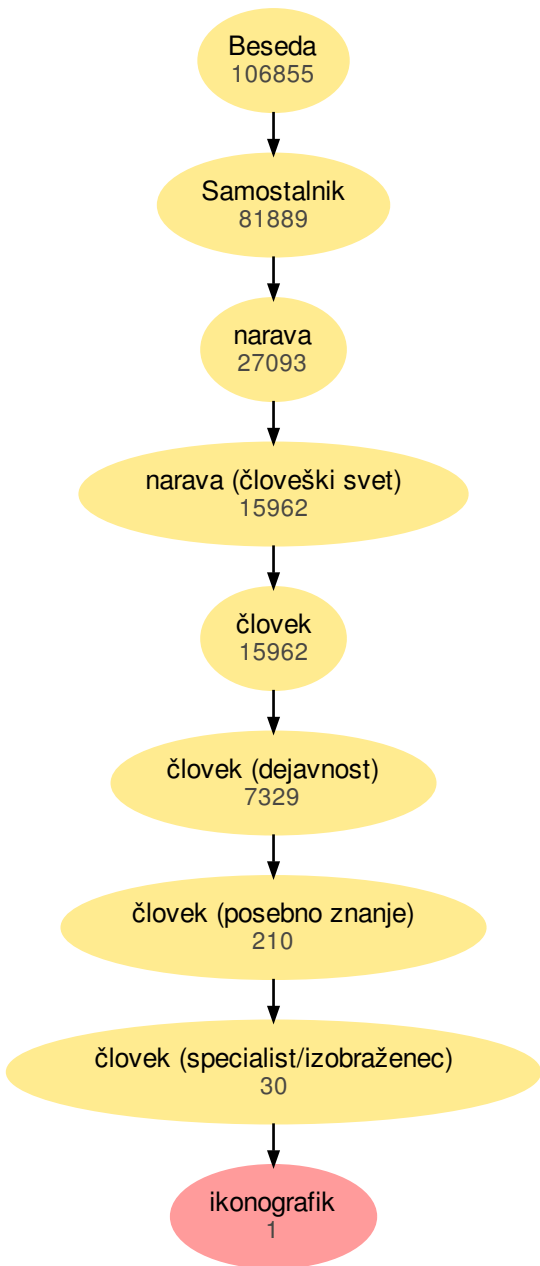 Beseda
106855
Samostalnik
81889
narava
27093
narava (človeški svet)
15962
človek
15962
človek (dejavnost)
7329
človek (posebno znanje)
210
človek (specialist/izobraženec)
30
ikonografik
1